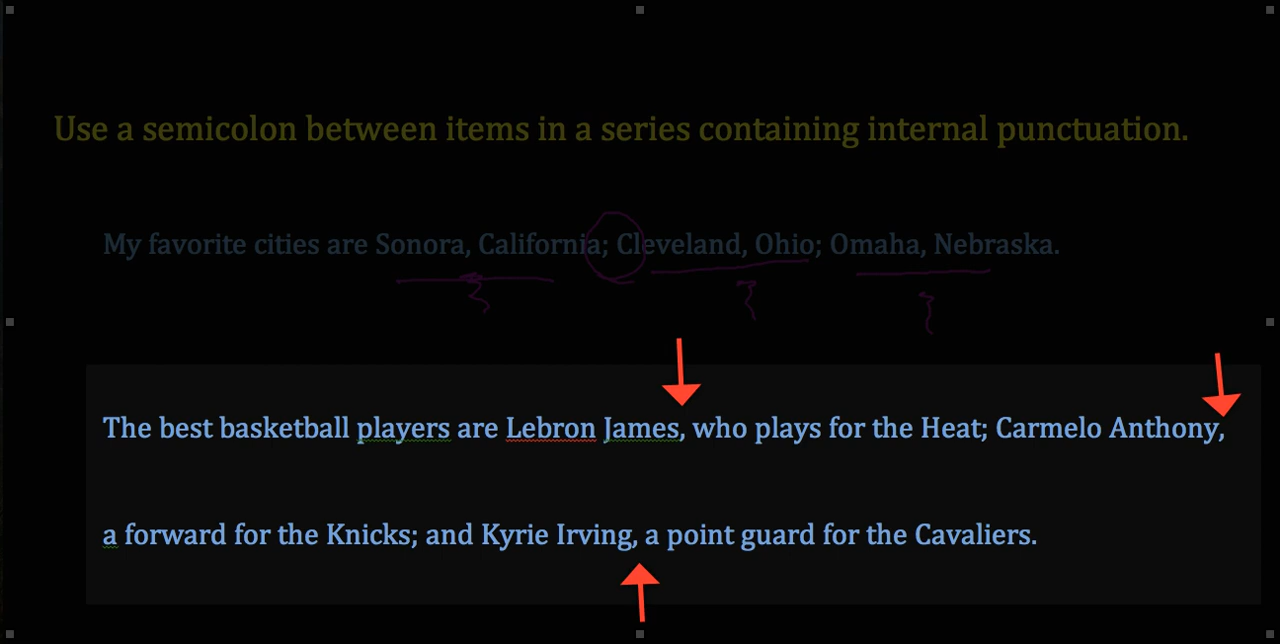 Use a semicolon between items in a series containing internal punctuation.
My favorite cities are Sonora, California; Cleveland, Ohio; Omaha, Nebraska.
The best basketball players are Lebron James, who plays for the Heat; Carmelo Anthony,
a forward for the Knicks; and Kyrie Irving, a point guard for the Cavaliers.